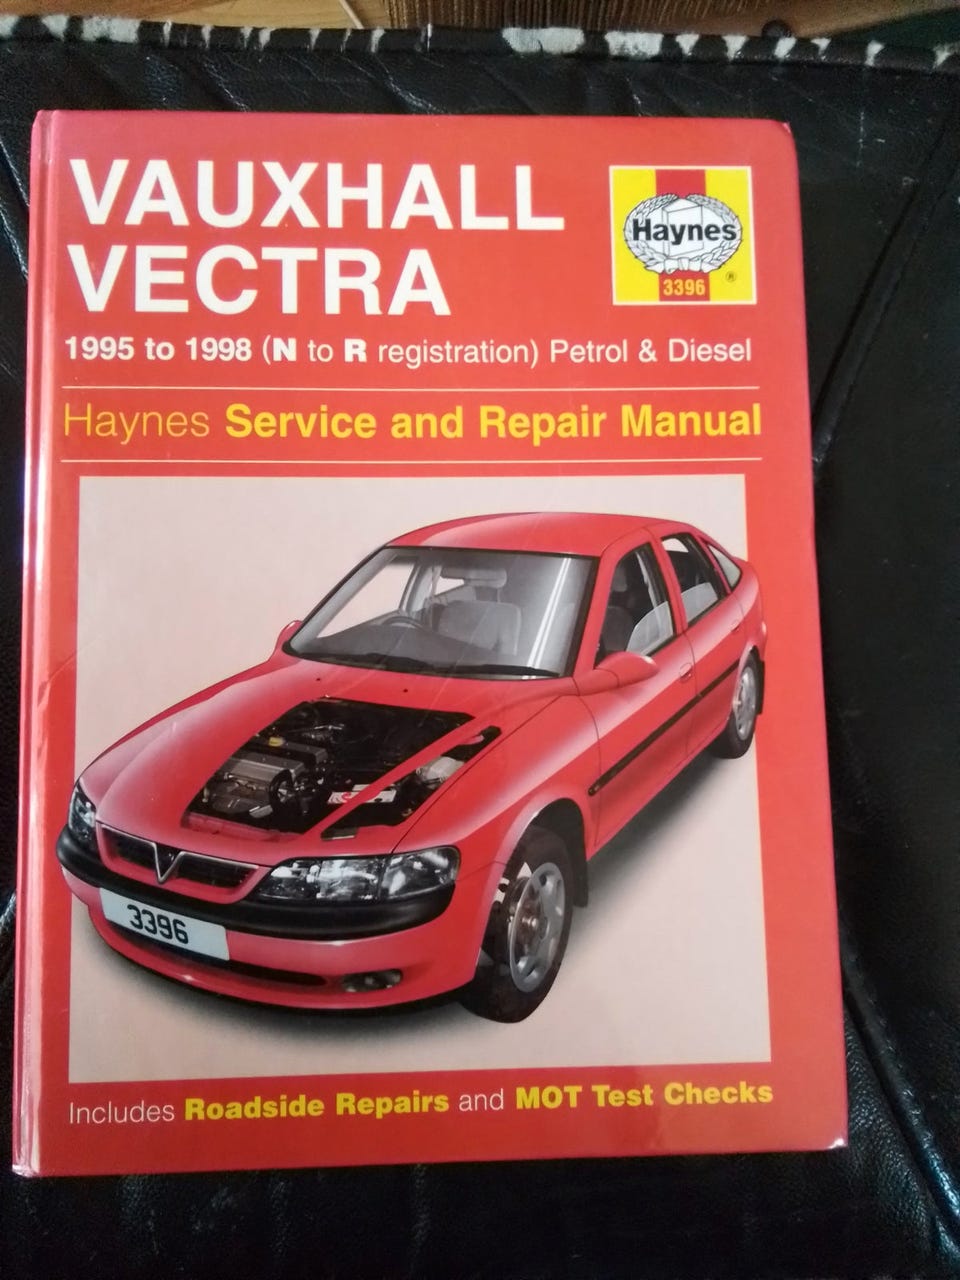 VAUXHALL
VECTRA
Haynes
®
3396
1995 to 1998 (N to R registration) Petrol & Diesel
Haynes Service and Repair Manual
3396
Includes Roadside Repairs and MOT Test Checks